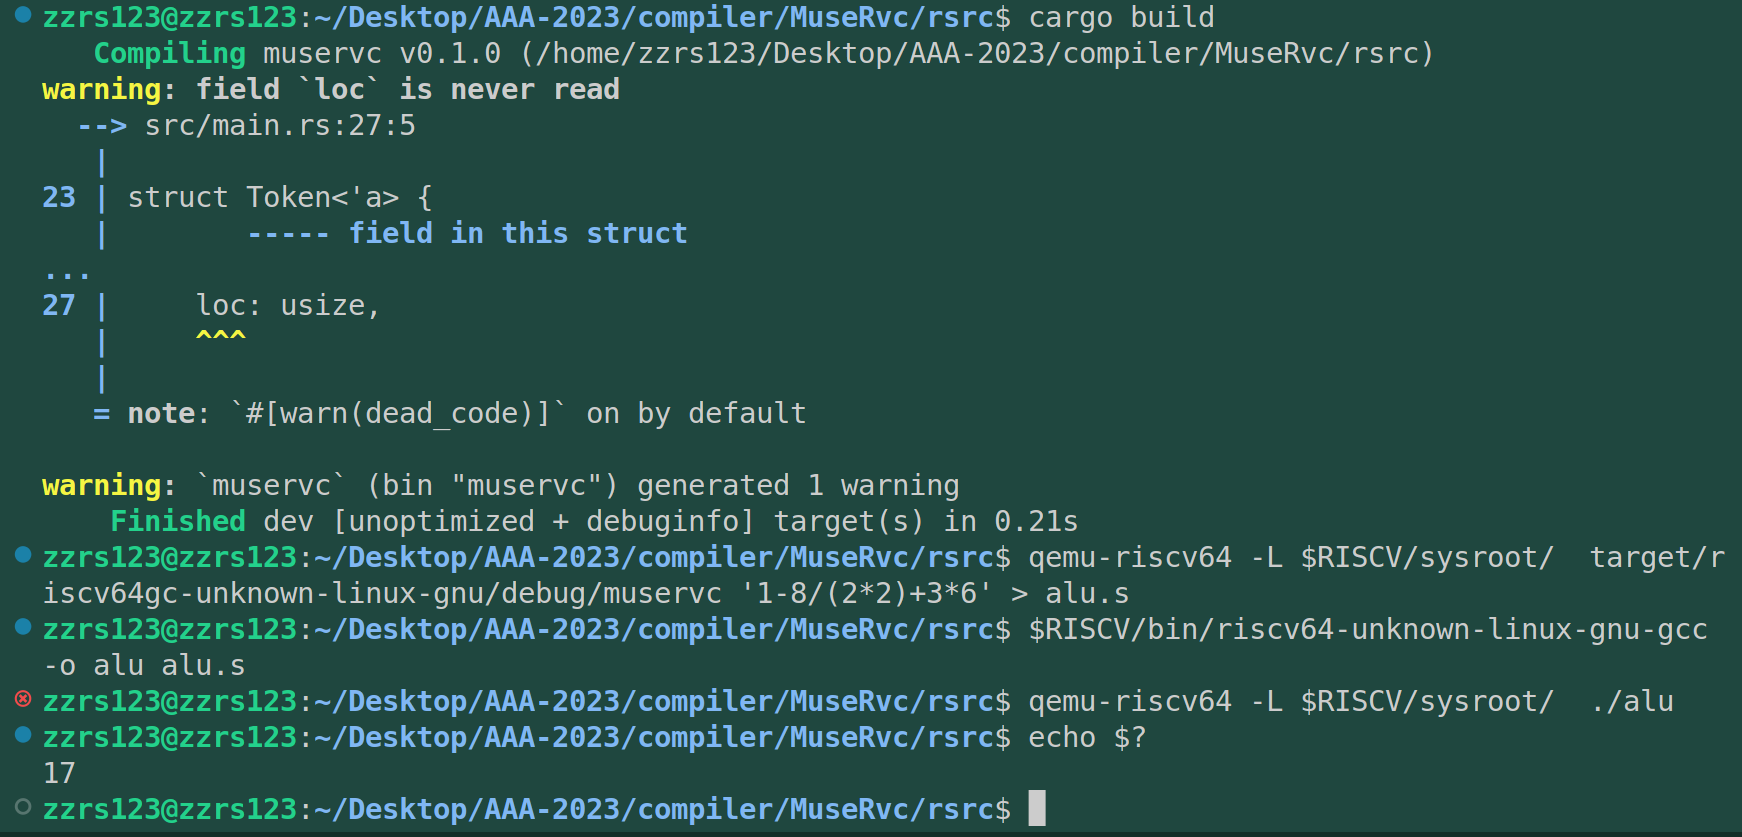 zzrs123@zzrs123:~/Desktop/AAA-2023/compiler/MuseRvc/rsrc$ cargo build
   Compiling muservc v0.1.0 (/home/zzrs123/Desktop/AAA-2023/compiler/MuseRvc/rsrc)
warning: field `loc` is never read
  --> src/main.rs:27:5
   |
23 | struct Token<'a> {
   |        ----- field in this struct
...
27 |     loc: usize,
   |     ^^^
   |
   = note: `#[warn(dead_code)]` on by default

warning: `muservc` (bin "muservc") generated 1 warning
    Finished dev [unoptimized + debuginfo] target(s) in 0.21s
zzrs123@zzrs123:~/Desktop/AAA-2023/compiler/MuseRvc/rsrc$ qemu-riscv64 -L $RISCV/sysroot/  target/r
iscv64gc-unknown-linux-gnu/debug/muservc '1-8/(2*2)+3*6' > alu.s
zzrs123@zzrs123:~/Desktop/AAA-2023/compiler/MuseRvc/rsrc$ $RISCV/bin/riscv64-unknown-linux-gnu-gcc
-o alu alu.s
zzrs123@zzrs123:~/Desktop/AAA-2023/compiler/MuseRvc/rsrc$ qemu-riscv64 -L $RISCV/sysroot/  ./alu
zzrs123@zzrs123:~/Desktop/AAA-2023/compiler/MuseRvc/rsrc$ echo $?
17
zzrs123@zzrs123:~/Desktop/AAA-2023/compiler/MuseRvc/rsrc$